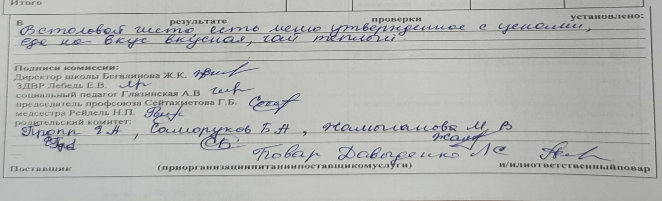 Итого
В результате проверки установлено:
В столовой чисто, есть меню утвержденное с ценами,
еда на вкус вкусная, чай теплый
Подписи комиссии:
Директор школы Бегалинова Ж.К.
ЗДВР Лебедь Е.В.
социальный педагог Глазинская А.В
председатель профсоюза Сейтахметова Г.Б.
медсестра Рейдель Н.П.
родительский комитет:
Пропп Г.А, Саморуков Б.А, Жамыганова М.В
Повар Давыденко Л.С
Поставщик (приорганизациипитаниипоставщикомуслуги) и/илиответственныйповар